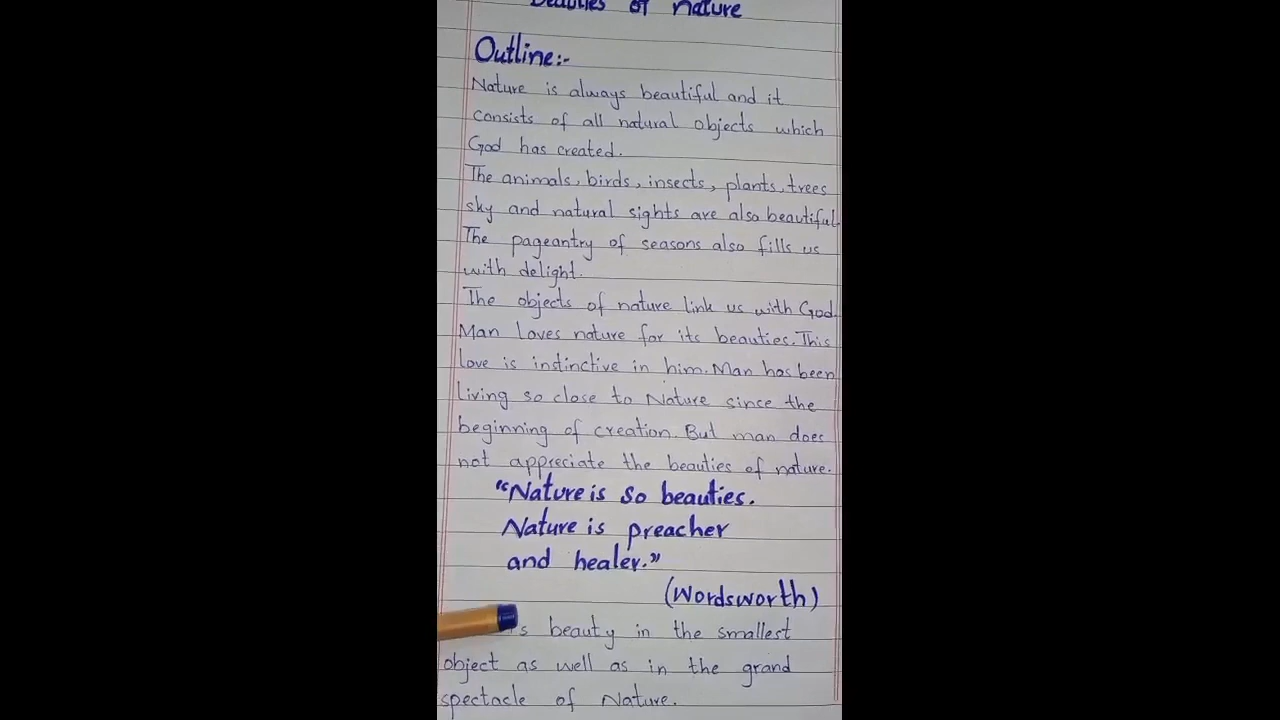 Beauties of nature
Outline:-
Nature is always beautiful and it
consists of all natural objects which
God has created.
The animals, birds, insects, plants, trees
sky and natural sights are also beautiful.
The pageantry of seasons also fills us
with delight.
The objects of nature link us with God.
Man loves nature for its beauties. This
love is instinctive in him. Man has been
living so close to Nature since the
beginning of creation. But man does
not appreciate the beauties of nature.
"Nature is so beauties.
Nature is preacher
and healer."
(Wordsworth)
beauty in the smallest
object as well as in the grand
spectacle of Nature.